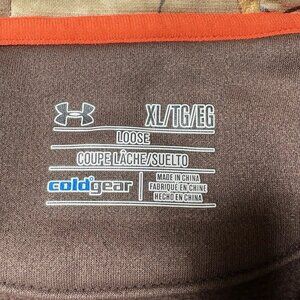 XL/TG/EG
LOOSE
COUPE LÂCHE/SUELTO
coldgear
MADE IN CHINA
FABRIQUÉ EN CHINE
HECHO EN CHINA